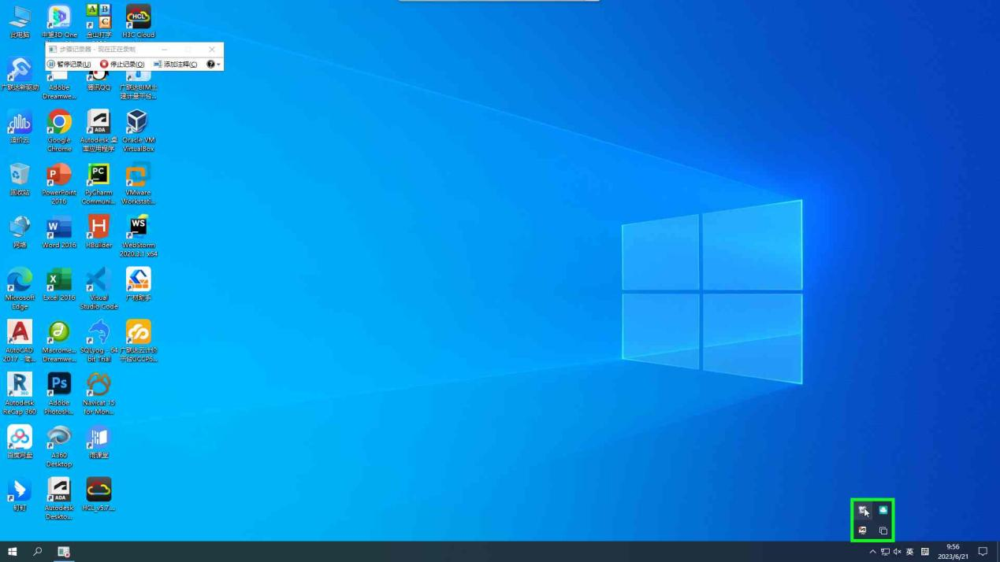 此电脑
中望3D One
金山打字
H3C Cloud
步骤记录器 - 现在正在录制
暂停记录(U)
停止记录(O)
添加注释(C)
广联达新驱动
Adobe
Dreamwe...
腾讯QQ
广联达BIM土
建计量平台...
造价云
Google
Chrome
Autodesk 桌
面应用程序
Oracle VM
VirtualBox
回收站
PowerPoint
2016
PyCharm
Communi...
VMware
Workstati...
网络
Word 2016
HBuilder
WebStorm
2020.3.1 x64
Microsoft
Edge
Excel 2016
Visual
Studio Code
广材助手
AutoCAD
2017 - 简...
Macrome...
Dreamwe...
SQLyog - 64
bit Trial
广联达云计价
平台GCCP6...
Autodesk
ReCap 360
Adobe
Photosh...
Navicat 15
for Mon...
百度网盘
A360
Desktop
雨课堂
钉钉
Autodesk
Deskto...
HCL_v5.7...
英
9:56
2023/6/21